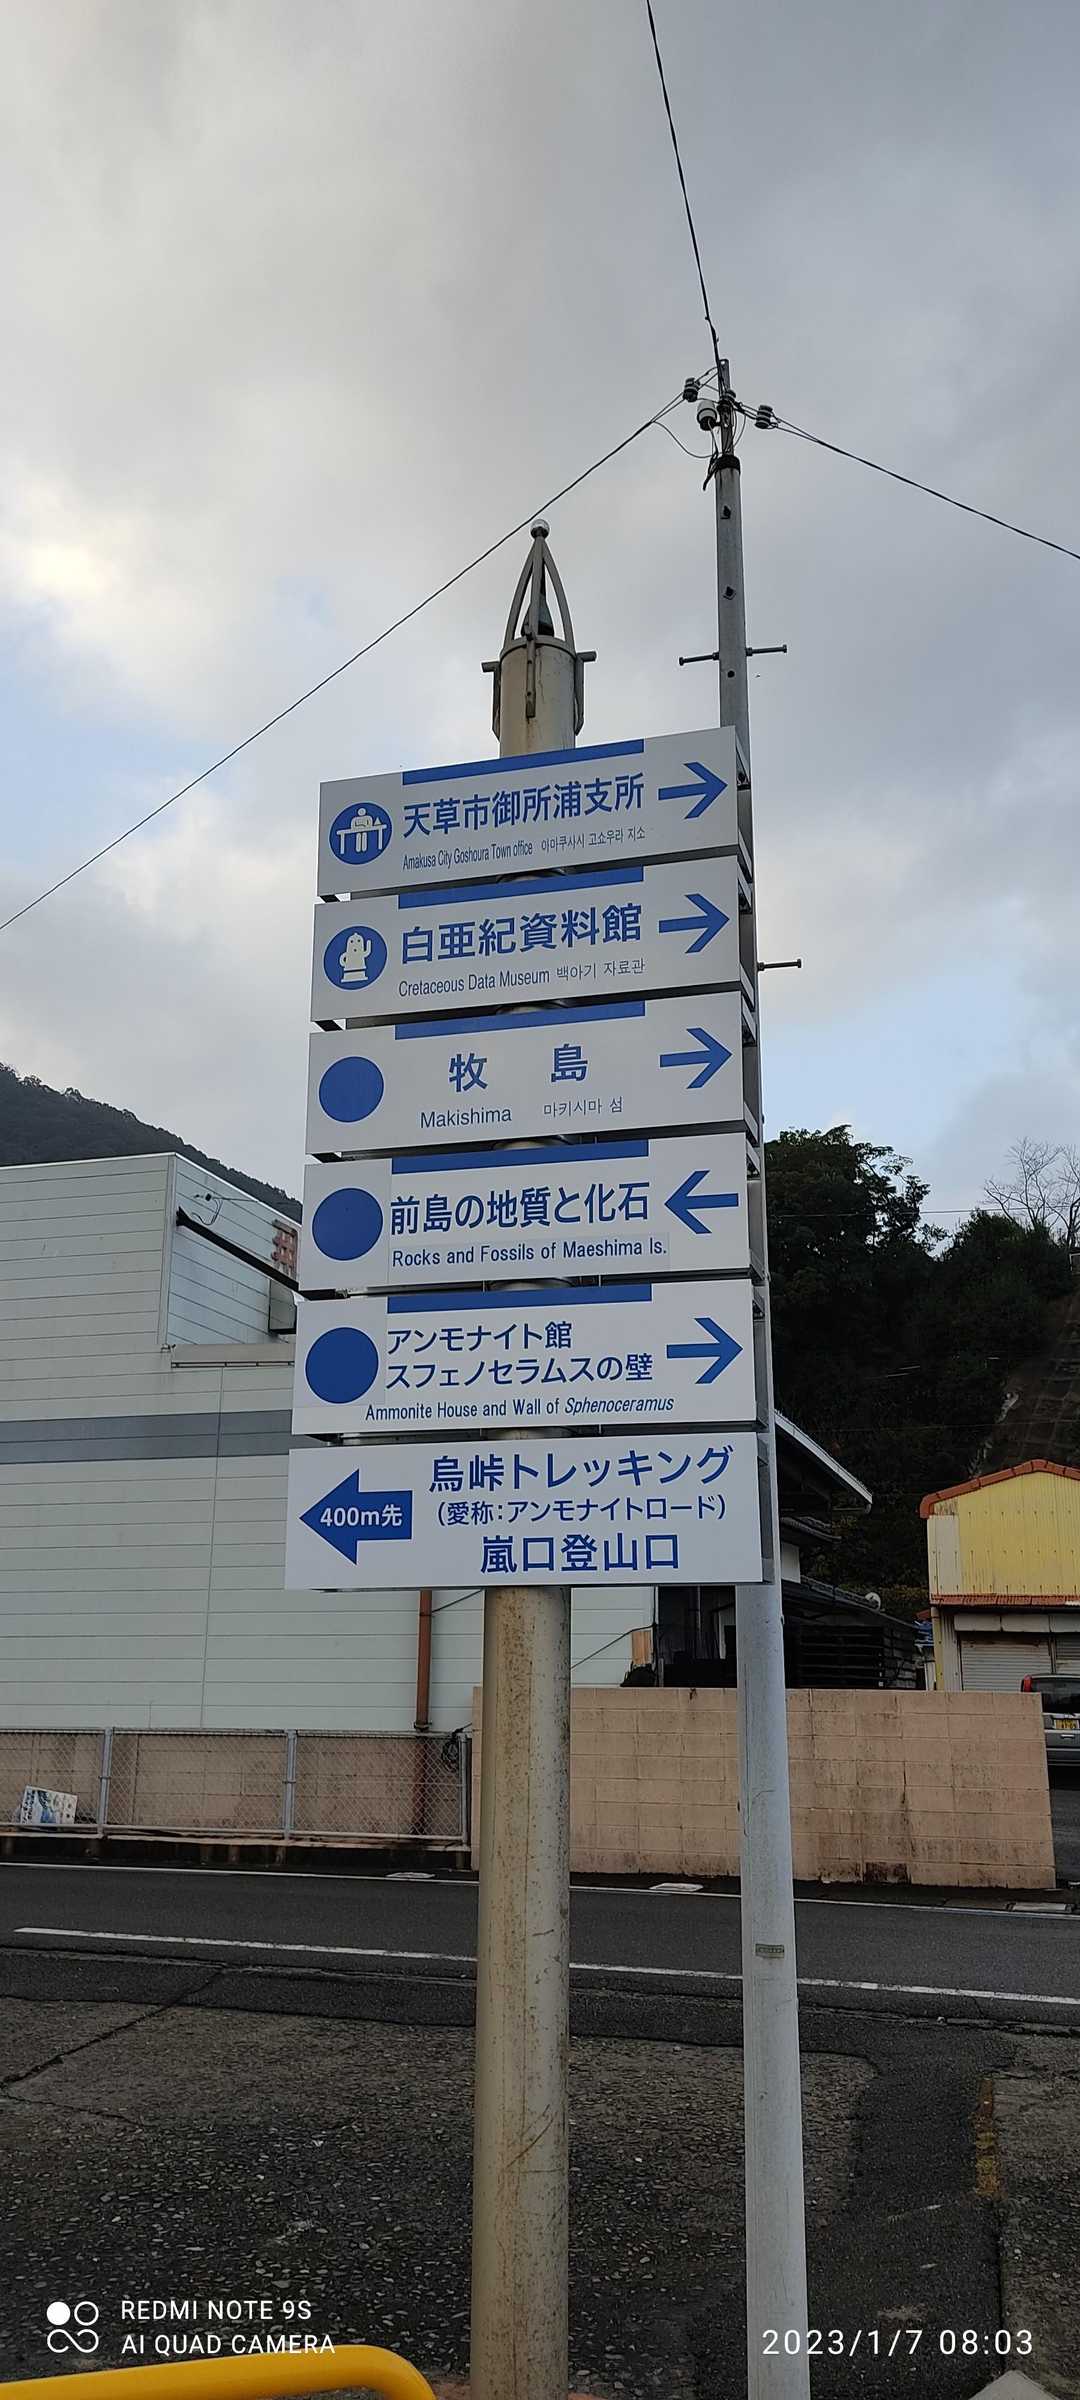 天草市御所浦支所
Amakusa City Goshoura Town office 아마쿠사시 고쇼우라 지소
白亜紀資料館
Cretaceous Data Museum 백아기 자료관
牧島
Makishima 마키시마 섬
前島の地質と化石
Rocks and Fossils of Maeshima Is.
アンモナイト館
スフェノセラムスの壁
Ammonite House and Wall of Sphenoceramus
烏峠トレッキング
(愛称:アンモナイトロード)
嵐口登山口
400m先
REDMI NOTE 9S
AI QUAD CAMERA
2023/1/7 08:03